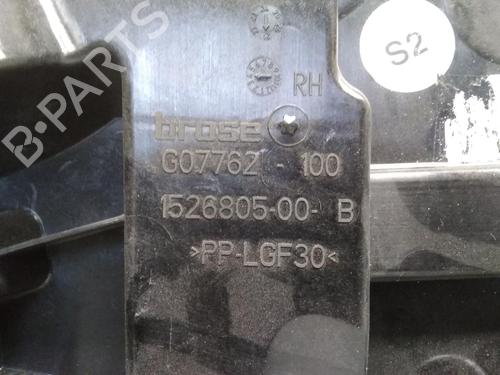 S2
RH
brose
G07762 - 100
1526805-00- B
>PP-LGF30<
B-PARTS